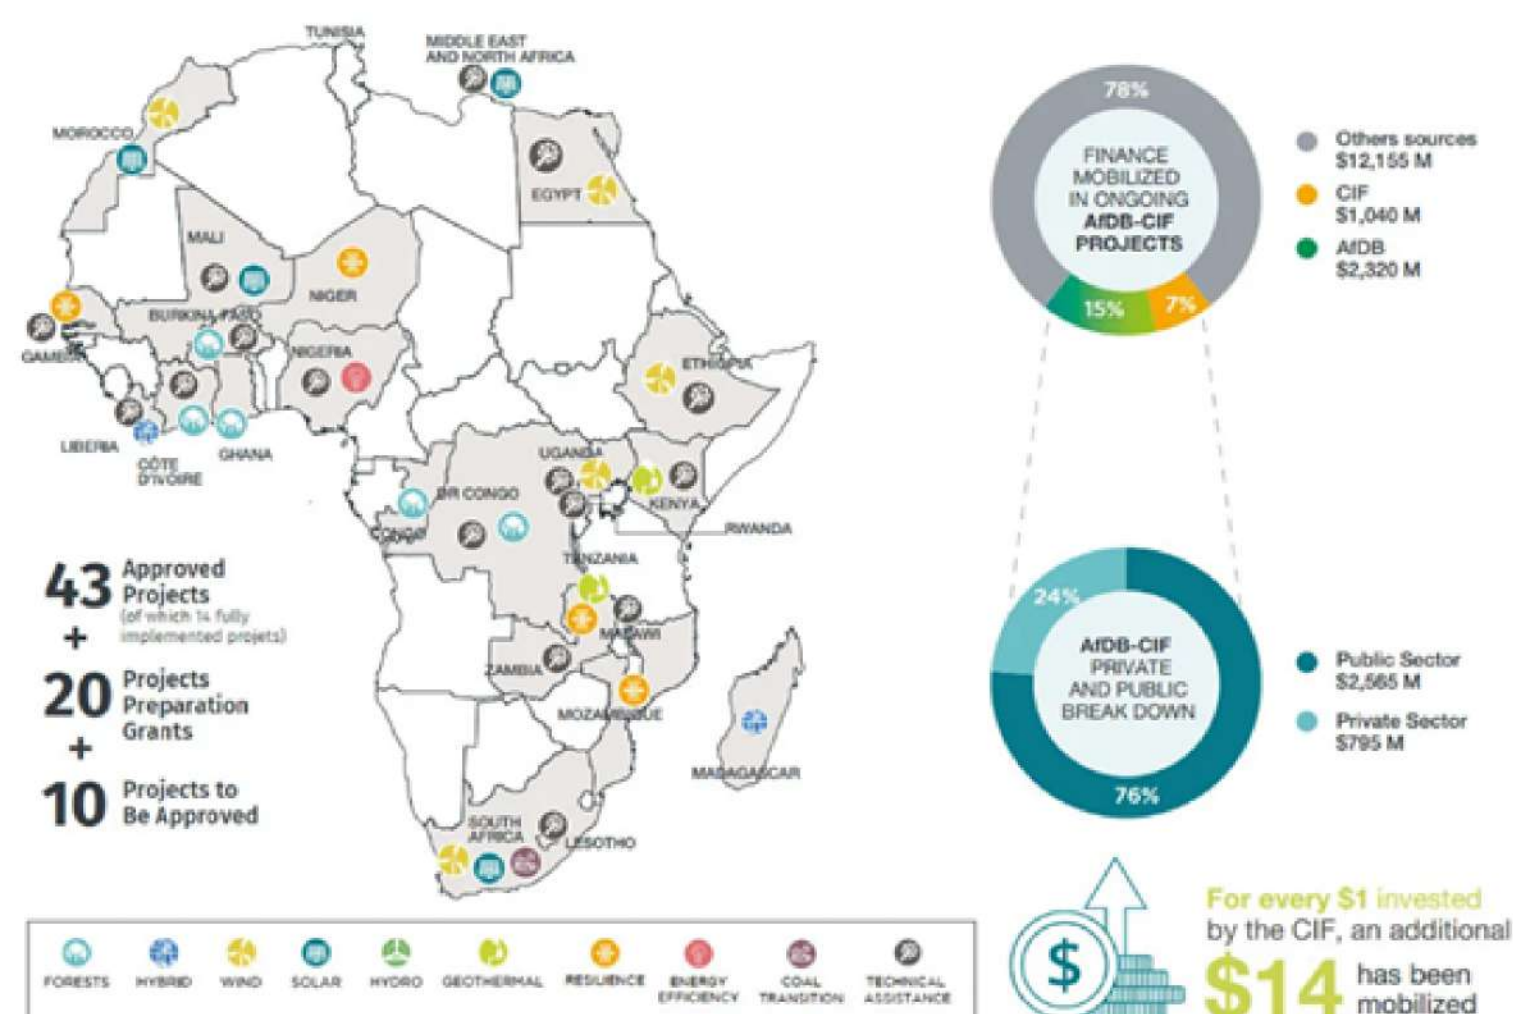 TUNISIA
MIDDLE EAST
AND NORTH AFRICA
MOROCCO
EGYPT
MALI
NIGER
BURKINA FASO
GAMBIA
NIGERIA
ETHIOPIA
LIBERIA
CÔTE
D'IVOIRE
GHANA
UGANDA
DR CONGO
KENYA
CONGO
RWANDA
TANZANIA
MALAWI
ZAMBIA
MOZAMBIQUE
MADAGASCAR
SOUTH
AFRICA
LESOTHO
43 Approved
Projects
(of which 14 fully
implemented projets)
+
20 Projects
Preparation
Grants
+
10 Projects to
Be Approved
FORESTS
HYBRID
WIND
SOLAR
HYDRO
GEOTHERMAL
RESILIENCE
ENERGY
EFFICIENCY
COAL
TRANSITION
TECHNICAL
ASSISTANCE
78%
FINANCE
MOBILIZED
IN ONGOING
AfDB-CIF
PROJECTS
15%
7%
Others sources
$12,155 M
CIF
$1,040 M
AfDB
$2,320 M
24%
AfDB-CIF
PRIVATE
AND PUBLIC
BREAK DOWN
76%
Public Sector
$2,565 M
Private Sector
$795 M
$
For every $1 invested
by the CIF, an additional
$14 has been
mobilized